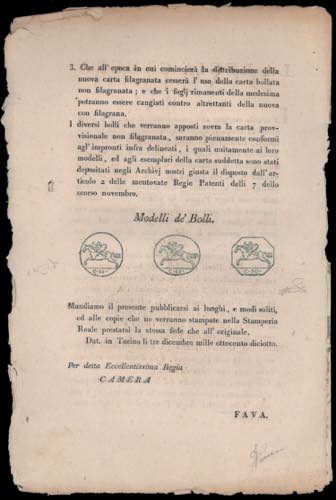 3. Che all' epoca in cui comincierà la distribuzione della
nuova carta filagranata cesserà l' uso della carta bollata
non filagranata; e che i fogli rimanenti della medesima
potranno essere cangiati contro altrettanti della nuova
con filagrana.
I diversi bolli che verranno apposti sovra la carta prov-
visionale non filagranata, saranno pienamente conformi
agl' impronti infra delineati, i quali unitamente ai loro
modelli, ed agli esemplari della carta suddetta sono stati
depositati negli Archivj nostri giusta il disposto dall' ar-
ticolo 2 delle mentovate Regie Patenti delli 7 dello
scorso novembre.
Modelli de' Bolli.
C. 15
C. 25
C. 50
Mandiamo il presente pubblicarsi ai luoghi, e modi soliti,
ed alle copie che ne verranno stampate nella Stamperia
Reale prestarsi la stessa fede che all' originale.
Dat. in Torino li tre dicembre mille ottocento diciotto.
Per detta Eccellentissima Regia
CAMERA
FAVA.